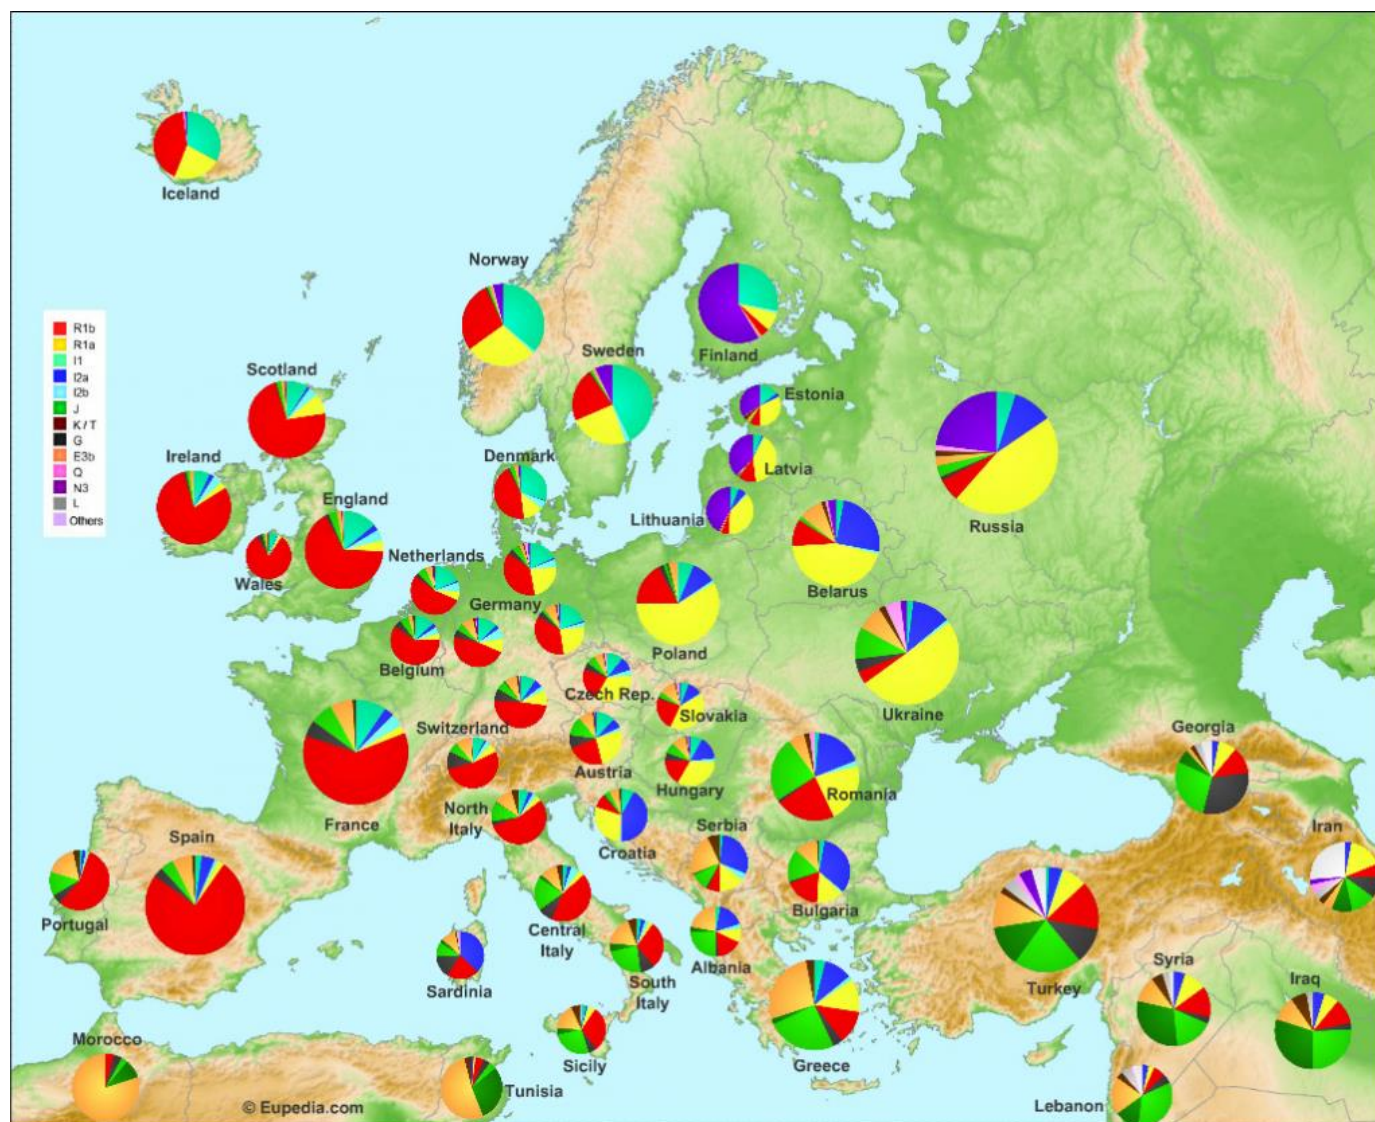 Iceland
Norway
Sweden
Finland
Estonia
Latvia
Lithuania
Scotland
Ireland
England
Wales
Denmark
Netherlands
Germany
Belgium
Poland
Belarus
Russia
Ukraine
Czech Rep.
Slovakia
Switzerland
Austria
Hungary
Romania
Georgia
France
North
Italy
Croatia
Serbia
Bulgaria
Iran
Spain
Portugal
Central
Italy
Albania
Sardinia
South
Italy
Turkey
Syria
Iraq
Morocco
Tunisia
Sicily
Greece
Lebanon
R1b
R1a
I1
I2a
I2b
J
K / T
G
E3b
Q
N3
L
Others
© Eupedia.com